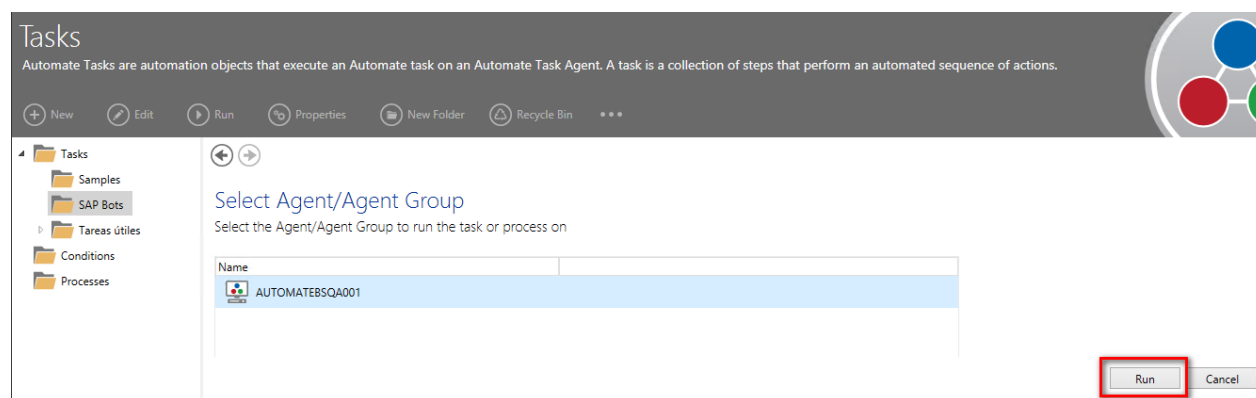 Tasks
Automate Tasks are automation objects that execute an Automate task on an Automate Task Agent. A task is a collection of steps that perform an automated sequence of actions.
New Edit Run Properties New Folder Recycle Bin
Tasks
Samples
SAP Bots
Tareas útiles
Conditions
Processes
Select Agent/Agent Group
Select the Agent/Agent Group to run the task or process on
Name
AUTOMATEBSQA001
Run Cancel